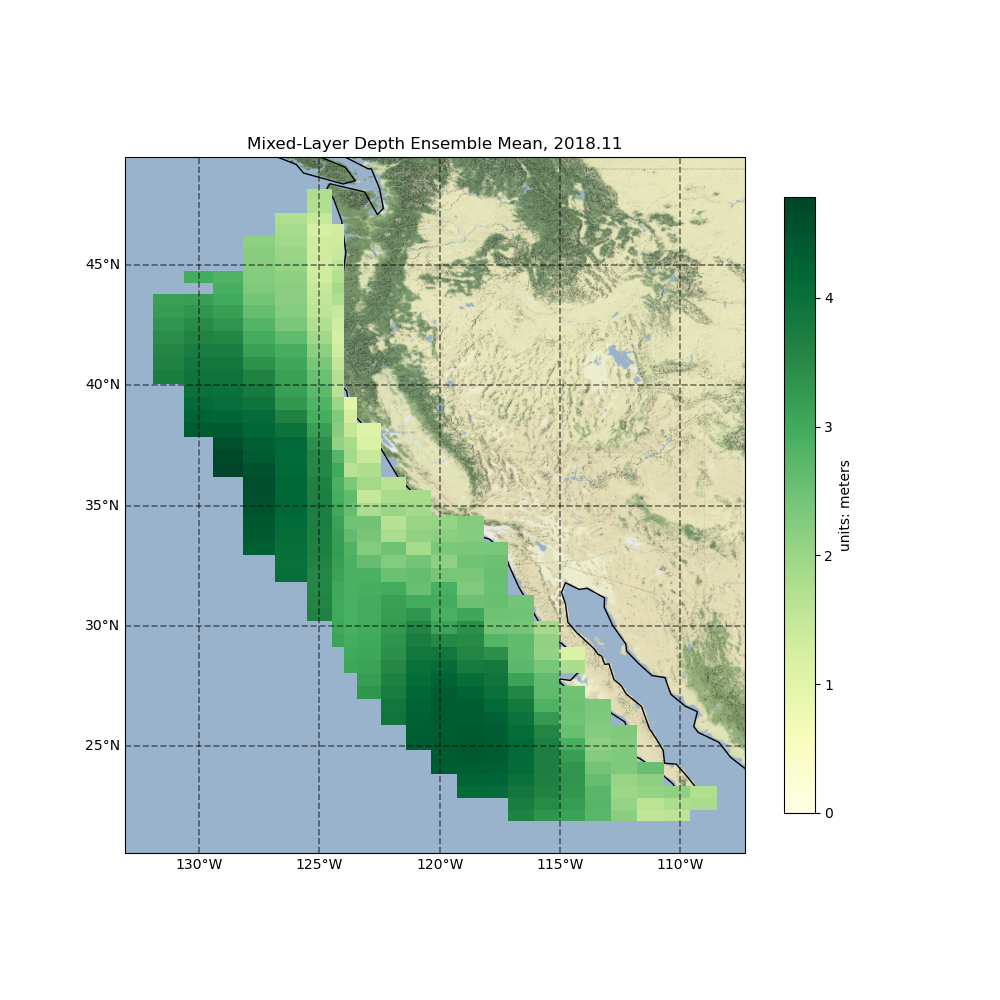 Mixed-Layer Depth Ensemble Mean, 2018.11
45°N
40°N
35°N
30°N
25°N
130°W
125°W
120°W
115°W
110°W
4
3
2
1
0
units: meters